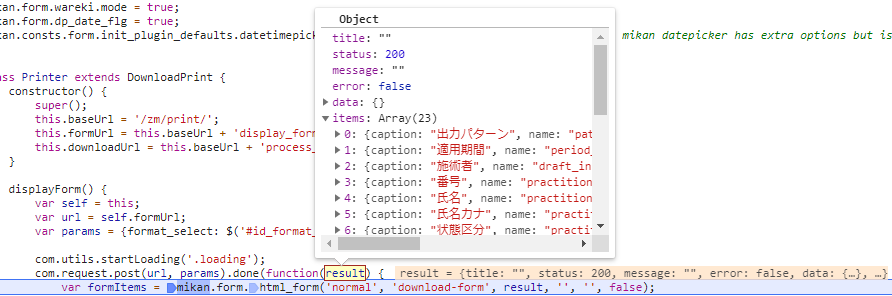 kan.form.wareki.mode = true;
kan.form.dp_date_flg = true;
kan.consts.form.init_plugin_defaults.datetimepick
mikan datepicker has extra options but is
ass Printer extends DownloadPrint {
constructor() {
super();
this.baseUrl = '/zm/print/';
this.formUrl = this.baseUrl + 'display_form
this.downloadUrl = this.baseUrl + 'process_
}
displayForm() {
var self = this;
var url = self.formUrl;
var params = {format_select: $('#id_format_
com.utils.startLoading('.loading');
com.request.post(url, params).done(function(result) { result = {title: "", status: 200, message: "", error: false, data: {…}, …}
var formItems = mikan.form.html_form('normal', 'download-form', result, '', '', false);
Object
title: ""
status: 200
message: ""
error: false
data: {}
items: Array(23)
0: {caption: "出力パターン", name: "pat
1: {caption: "適用期間", name: "period_
2: {caption: "施術者", name: "draft_in
3: {caption: "番号", name: "practition
4: {caption: "氏名", name: "practition
5: {caption: "氏名カナ", name: "practi
6: {caption: "状態区分", name: "practi